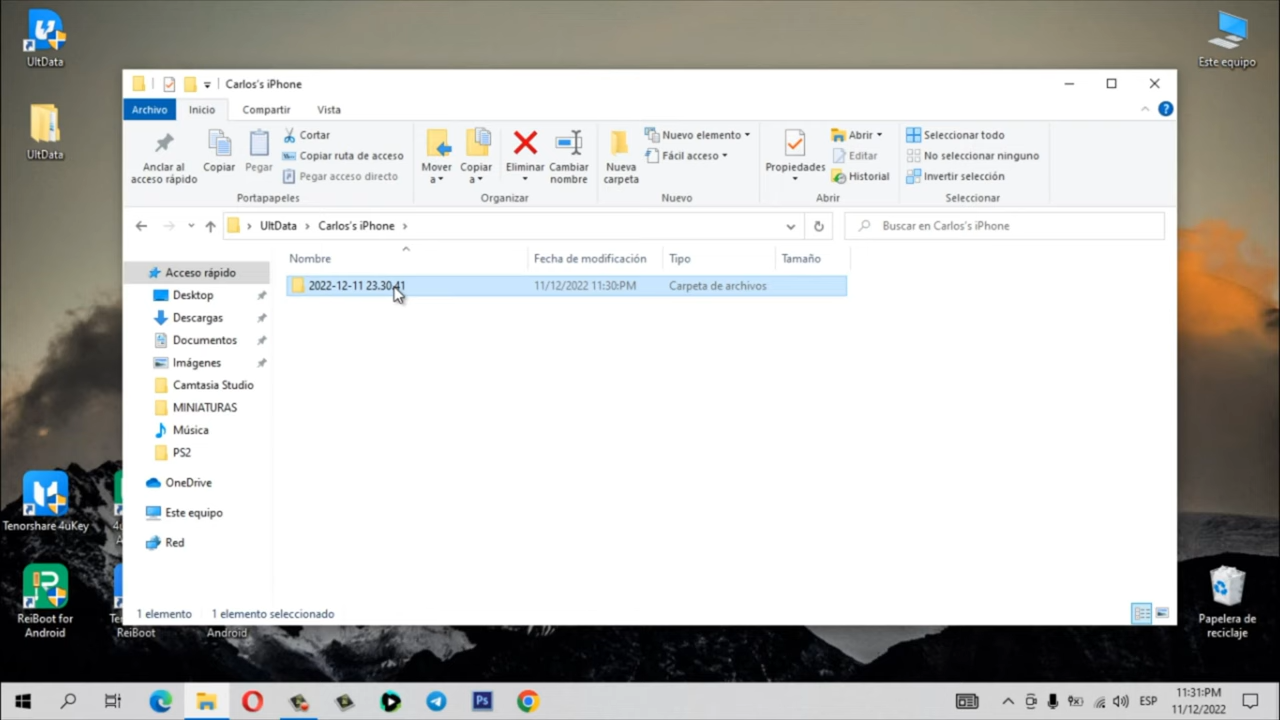 UltData
UltData
Este equipo
Carlos's iPhone
Archivo Inicio Compartir Vista
Anclar al acceso rápido
Copiar
Pegar
Cortar
Copiar ruta de acceso
Pegar acceso directo
Portapapeles
Mover a
Copiar a
Eliminar
Cambiar nombre
Organizar
Nueva carpeta
Nuevo elemento
Fácil acceso
Nuevo
Propiedades
Abrir
Editar
Historial
Abrir
Seleccionar todo
No seleccionar ninguno
Invertir selección
Seleccionar
UltData › Carlos's iPhone ›
Buscar en Carlos's iPhone
Nombre Fecha de modificación Tipo Tamaño
2022-12-11 23.30.41 11/12/2022 11:30:PM Carpeta de archivos
Acceso rápido
Desktop
Descargas
Documentos
Imágenes
Camtasia Studio
MINIATURAS
Música
PS2
OneDrive
Este equipo
Red
1 elemento 1 elemento seleccionado
Tenorshare 4uKey
ReiBoot for
Android
ReiBoot
Android
Papelera de
reciclaje
Ps
ESP
11:31:PM
11/12/2022